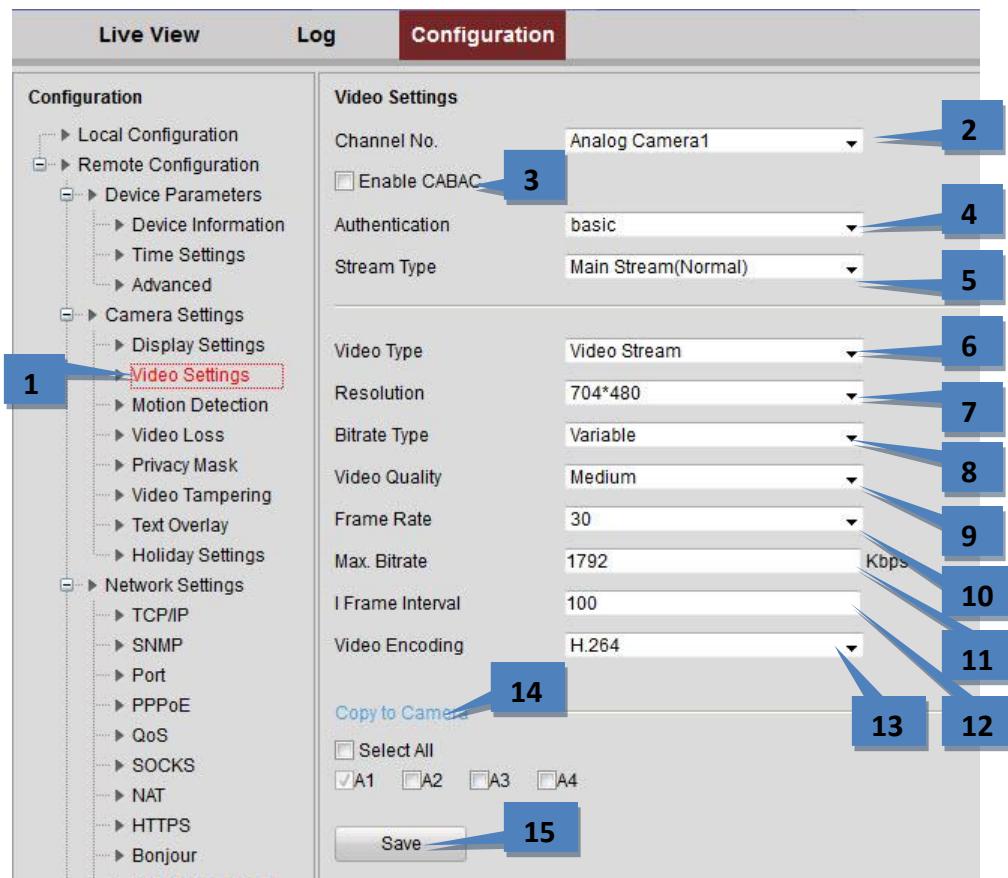 Live View Log Configuration
Configuration
Local Configuration
Remote Configuration
Device Parameters
Device Information
Time Settings
Advanced
Camera Settings
Display Settings
1
Video Settings
Motion Detection
Video Loss
Privacy Mask
Video Tampering
Text Overlay
Holiday Settings
Network Settings
TCP/IP
SNMP
Port
PPPoE
QoS
SOCKS
NAT
HTTPS
Bonjour
Video Settings
Channel No. Analog Camera1 2
Enable CABAC 3
Authentication basic 4
Stream Type Main Stream(Normal) 5
Video Type Video Stream 6
Resolution 704*480 7
Bitrate Type Variable 8
Video Quality Medium 9
Frame Rate 30 10
Max. Bitrate 1792 Kbps 11
I Frame Interval 100 12
Video Encoding H.264 13
Copy to Camera 14
Select All
A1 A2 A3 A4
Save 15